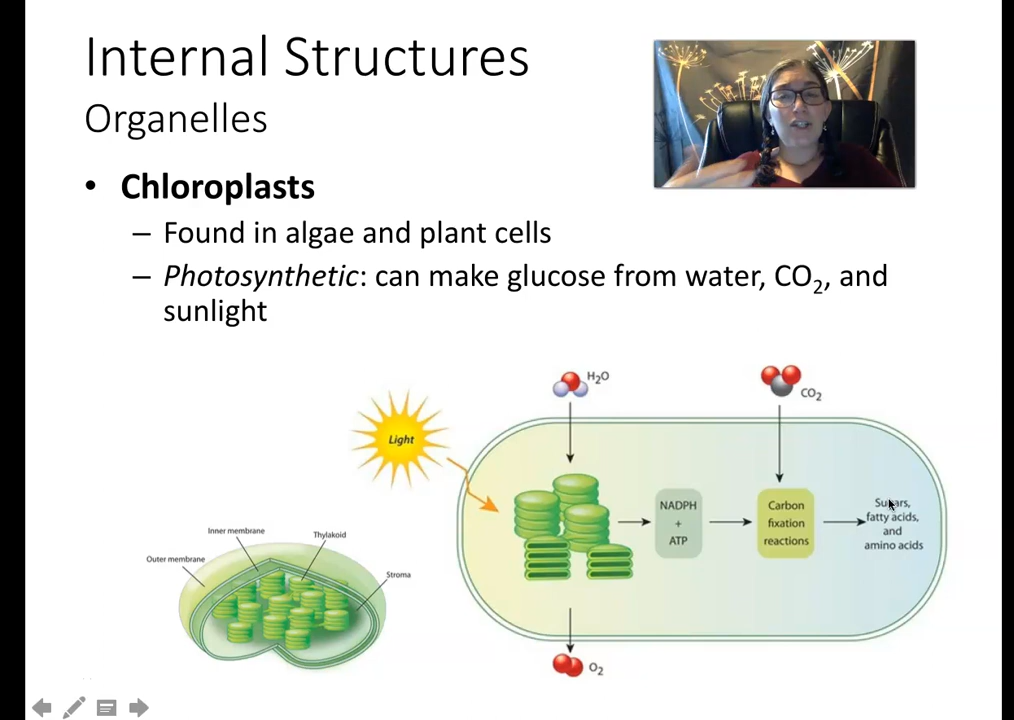 Internal Structures
Organelles
• Chloroplasts
– Found in algae and plant cells
– Photosynthetic: can make glucose from water, CO₂, and
sunlight
H₂O
CO₂
Light
NADPH
+
ATP
Carbon
fixation
reactions
Sugars,
fatty acids,
and
amino acids
O₂
Inner membrane
Thylakoid
Outer membrane
Stroma